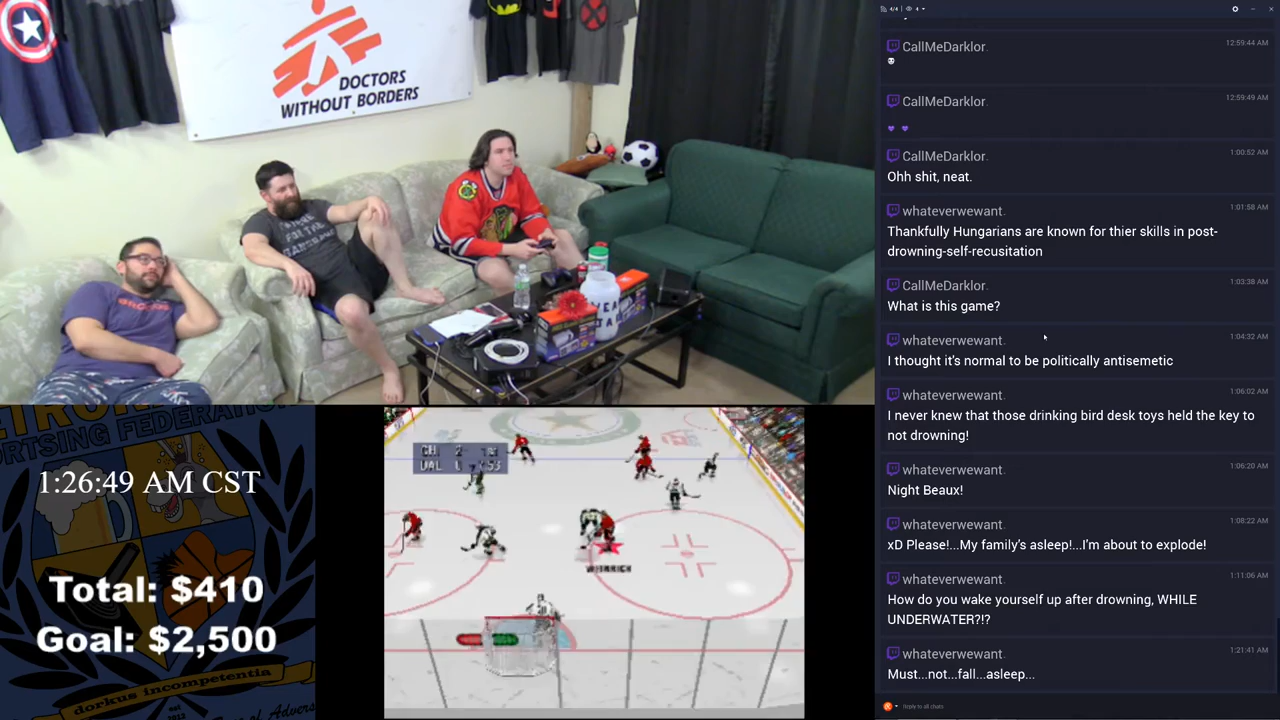 DOCTORS
WITHOUT BORDERS
1:26:49 AM CST
Total: $410
Goal: $2,500
dorkus incompetentia
DAL
WEINRICH
4/4
CallMeDarklor.
12:59:44 AM
CallMeDarklor.
12:59:49 AM
CallMeDarklor.
1:00:52 AM
Ohh shit, neat.
whateverwewant.
1:01:58 AM
Thankfully Hungarians are known for thier skills in post-
drowning-self-recusitation
CallMeDarklor.
1:03:38 AM
What is this game?
whateverwewant.
1:04:32 AM
I thought it's normal to be politically antisemetic
whateverwewant.
1:06:02 AM
I never knew that those drinking bird desk toys held the key to
not drowning!
whateverwewant.
1:06:20 AM
Night Beaux!
whateverwewant.
1:08:22 AM
xD Please!...My family's asleep!...I'm about to explode!
whateverwewant.
1:11:06 AM
How do you wake yourself up after drowning, WHILE
UNDERWATER?!?
whateverwewant.
1:21:41 AM
Must...not...fall...asleep...
Reply to all chats